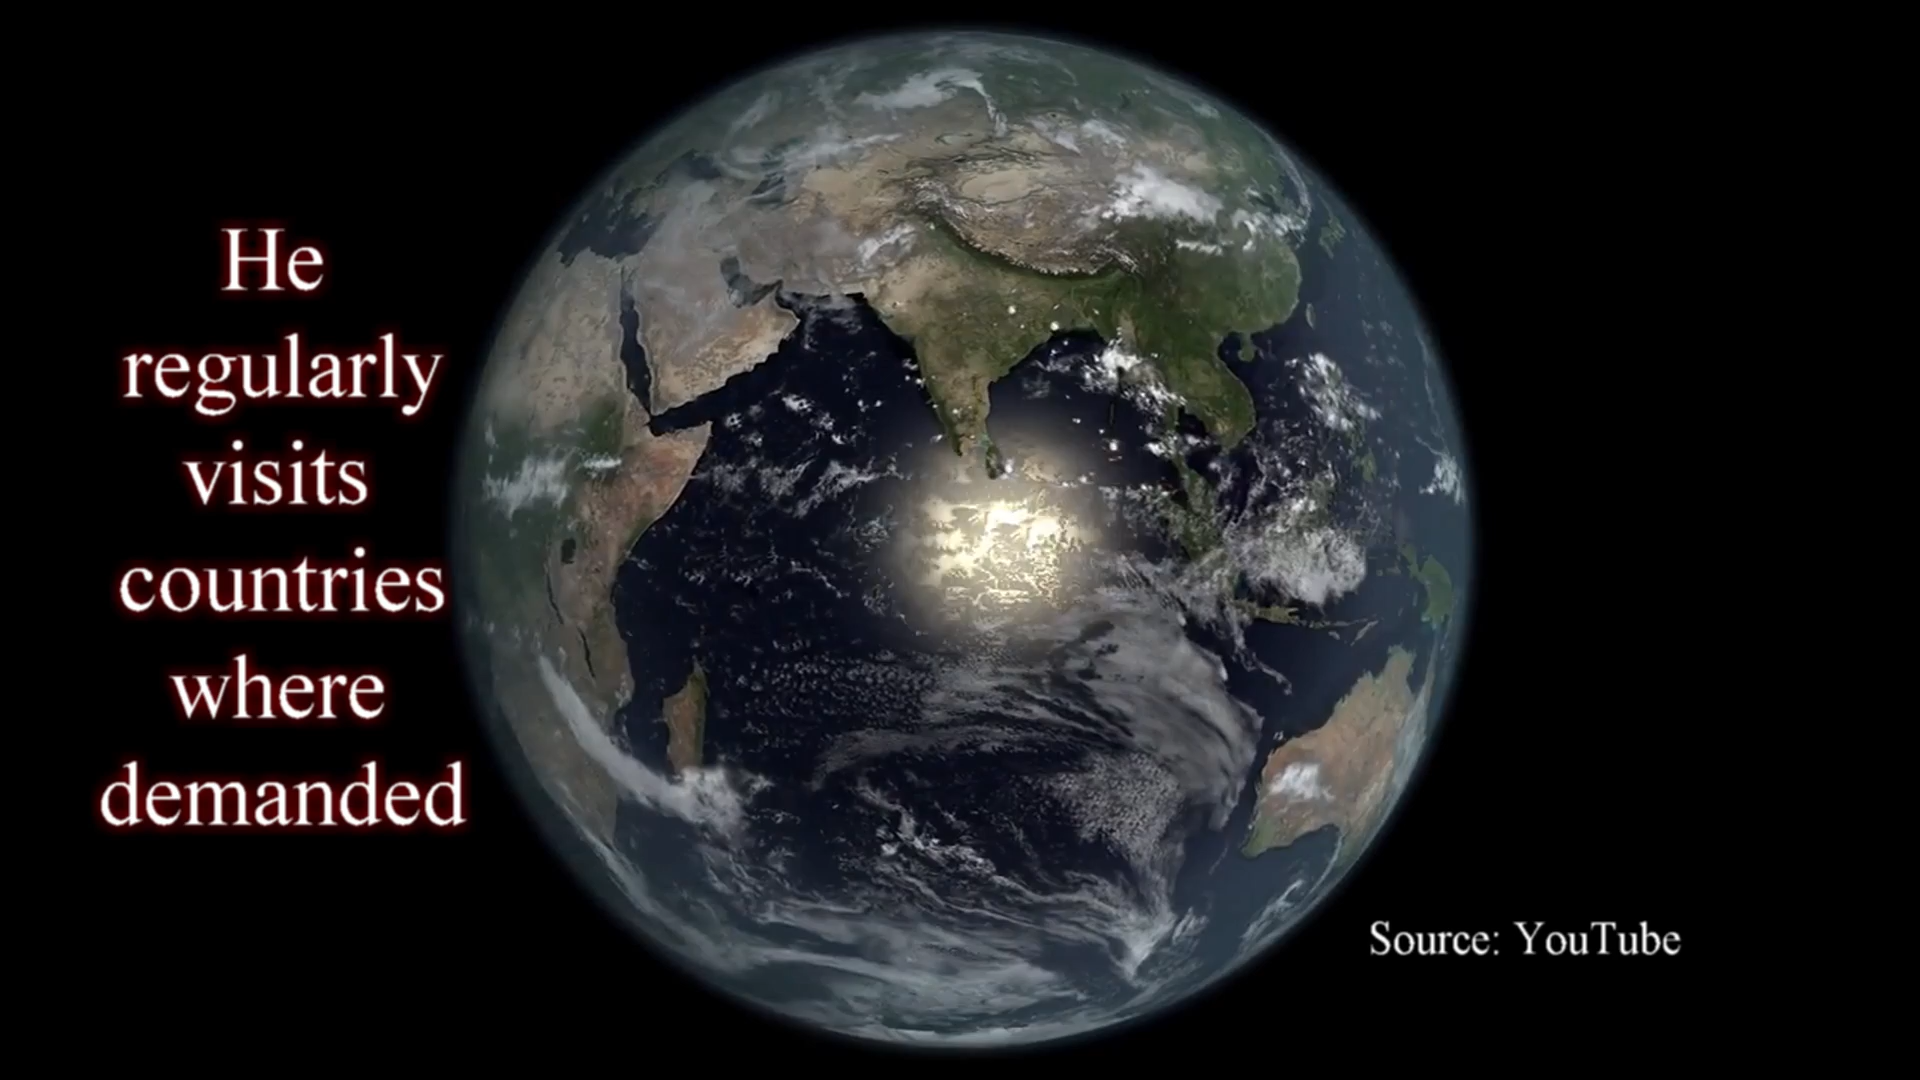 He
regularly
visits
countries
where
demanded
Source: YouTube